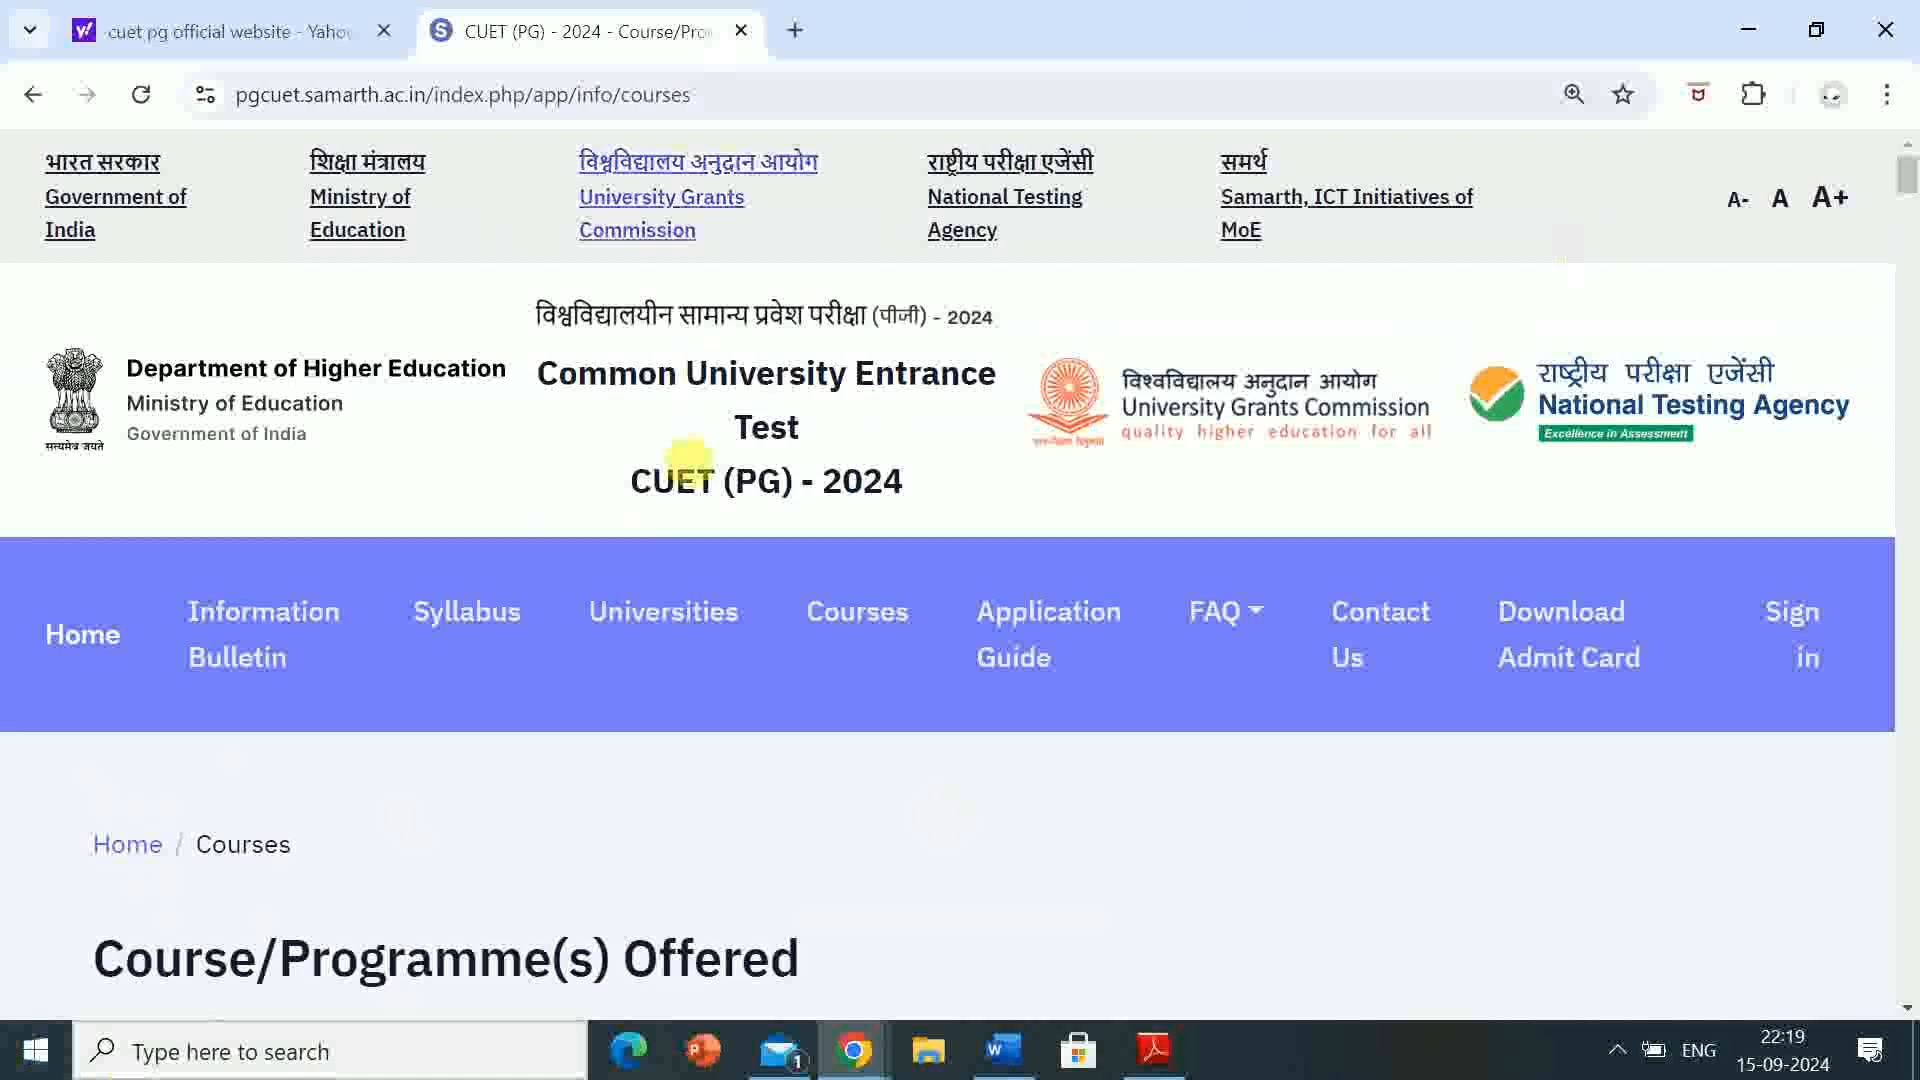 cuet pg official website - Yaho
CUET (PG) - 2024 - Course/Pro
pgcuet.samarth.ac.in/index.php/app/info/courses
भारत सरकार
Government of
India
शिक्षा मंत्रालय
Ministry of
Education
विश्वविद्यालय अनुदान आयोग
University Grants
Commission
राष्ट्रीय परीक्षा एजेंसी
National Testing
Agency
समर्थ
Samarth, ICT Initiatives of
MoE
A- A A+
सत्यमेव जयते
Department of Higher Education
Ministry of Education
Government of India
विश्वविद्यालयीन सामान्य प्रवेश परीक्षा (पीजी) - 2024
Common University Entrance
Test
CUET (PG) - 2024
विश्वविद्यालय अनुदान आयोग
University Grants Commission
quality higher education for all
राष्ट्रीय परीक्षा एजेंसी
National Testing Agency
Excellence in Assessment
Home
Information
Bulletin
Syllabus
Universities
Courses
Application
Guide
FAQ
Contact
Us
Download
Admit Card
Sign
in
Home / Courses
Course/Programme(s) Offered
Type here to search
1
ENG
22:19
15-09-2024